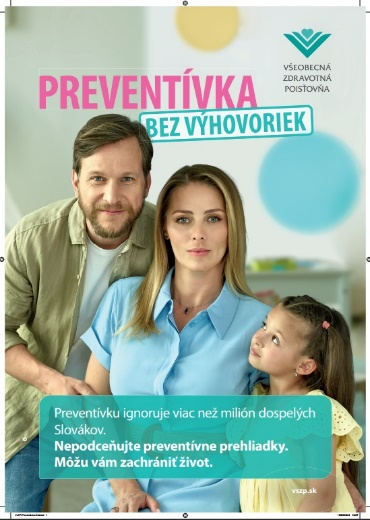 VŠEOBECNÁ
ZDRAVOTNÁ
POISŤOVŇA
PREVENTÍVKA
BEZ VÝHOVORIEK
Preventívku ignoruje viac než milión dospelých
Slovákov.
Nepodceňujte preventívne prehliadky.
Môžu vám zachrániť život.
vszp.sk